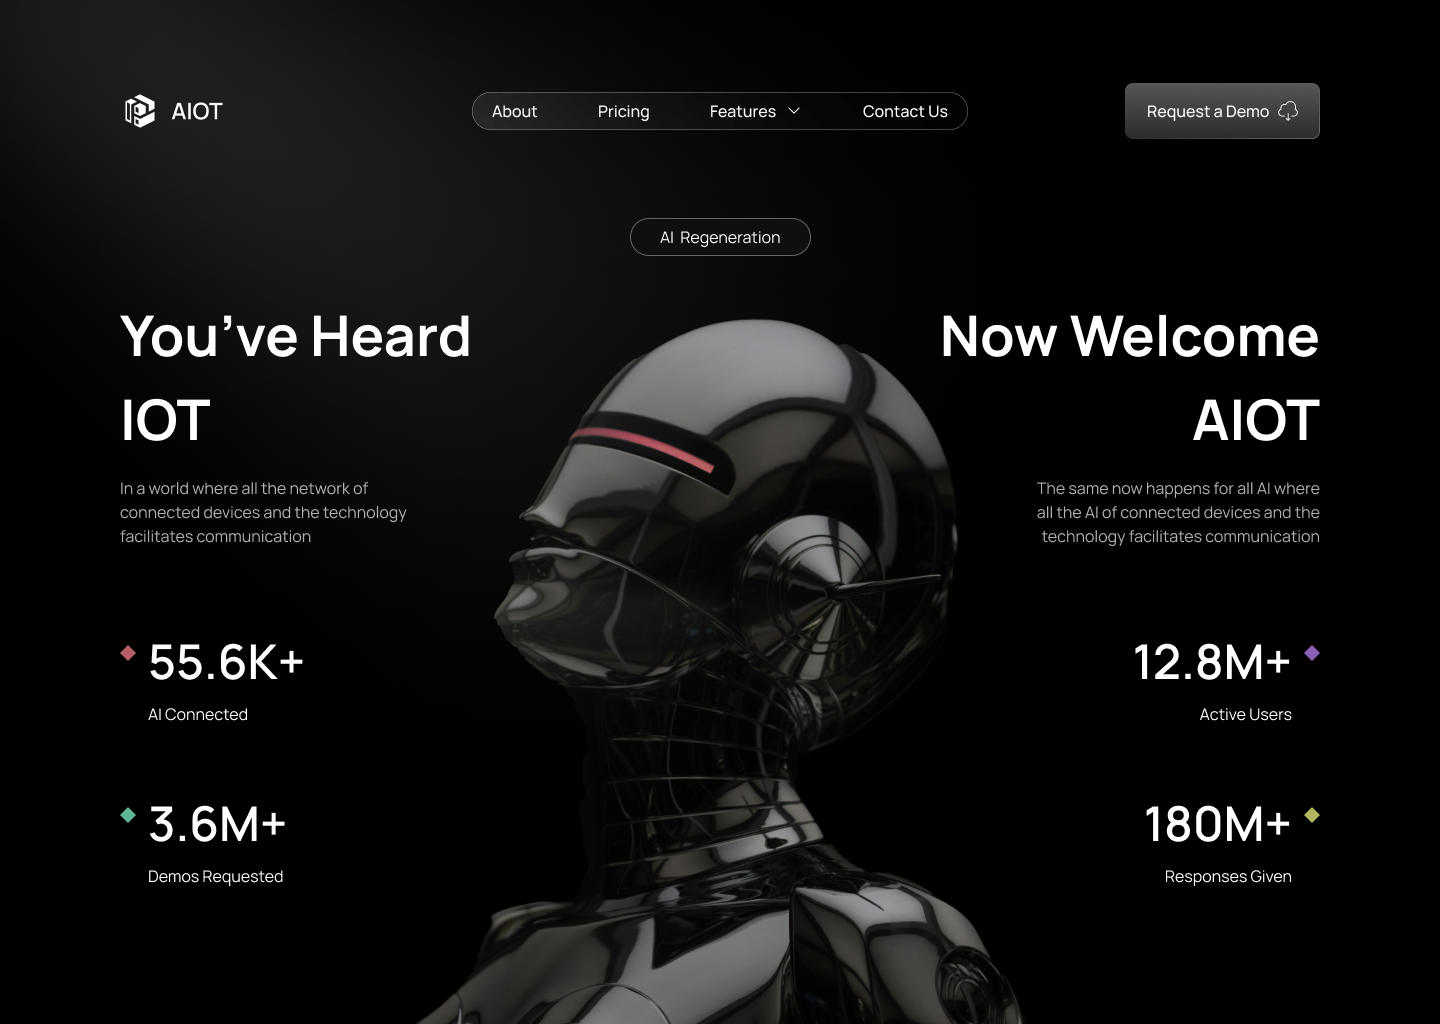 AIOT
About
Pricing
Features
Contact Us
Request a Demo
AI Regeneration
You’ve Heard
IOT
In a world where all the network of
connected devices and the technology
facilitates communication
Now Welcome
AIOT
The same now happens for all AI where
all the AI of connected devices and the
technology facilitates communication
55.6K+
AI Connected
3.6M+
Demos Requested
12.8M+
Active Users
180M+
Responses Given